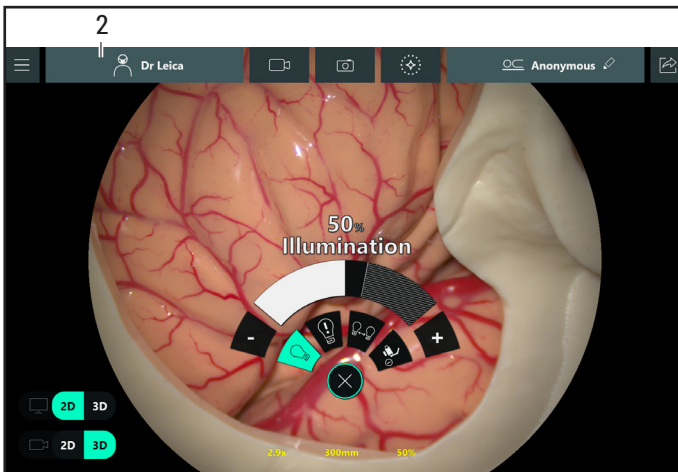 2
Dr Leica
Anonymous
50%
Illumination
-
+
2D 3D
2D 3D
2.9x 300mm 50%